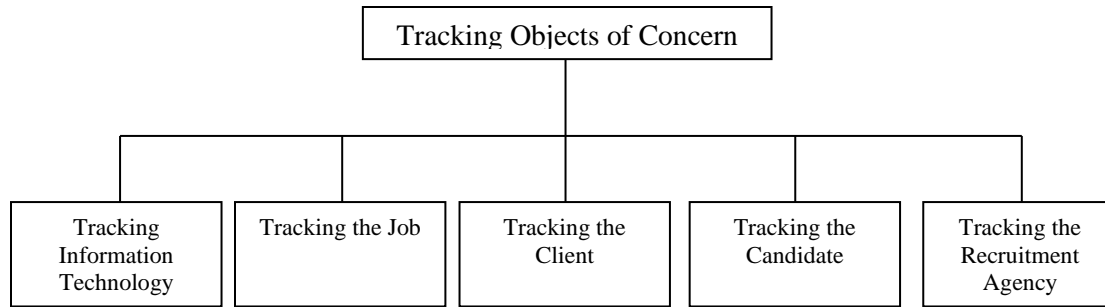 Tracking Objects of Concern
Tracking
Information
Technology
Tracking the Job
Tracking the
Client
Tracking the
Candidate
Tracking the
Recruitment
Agency